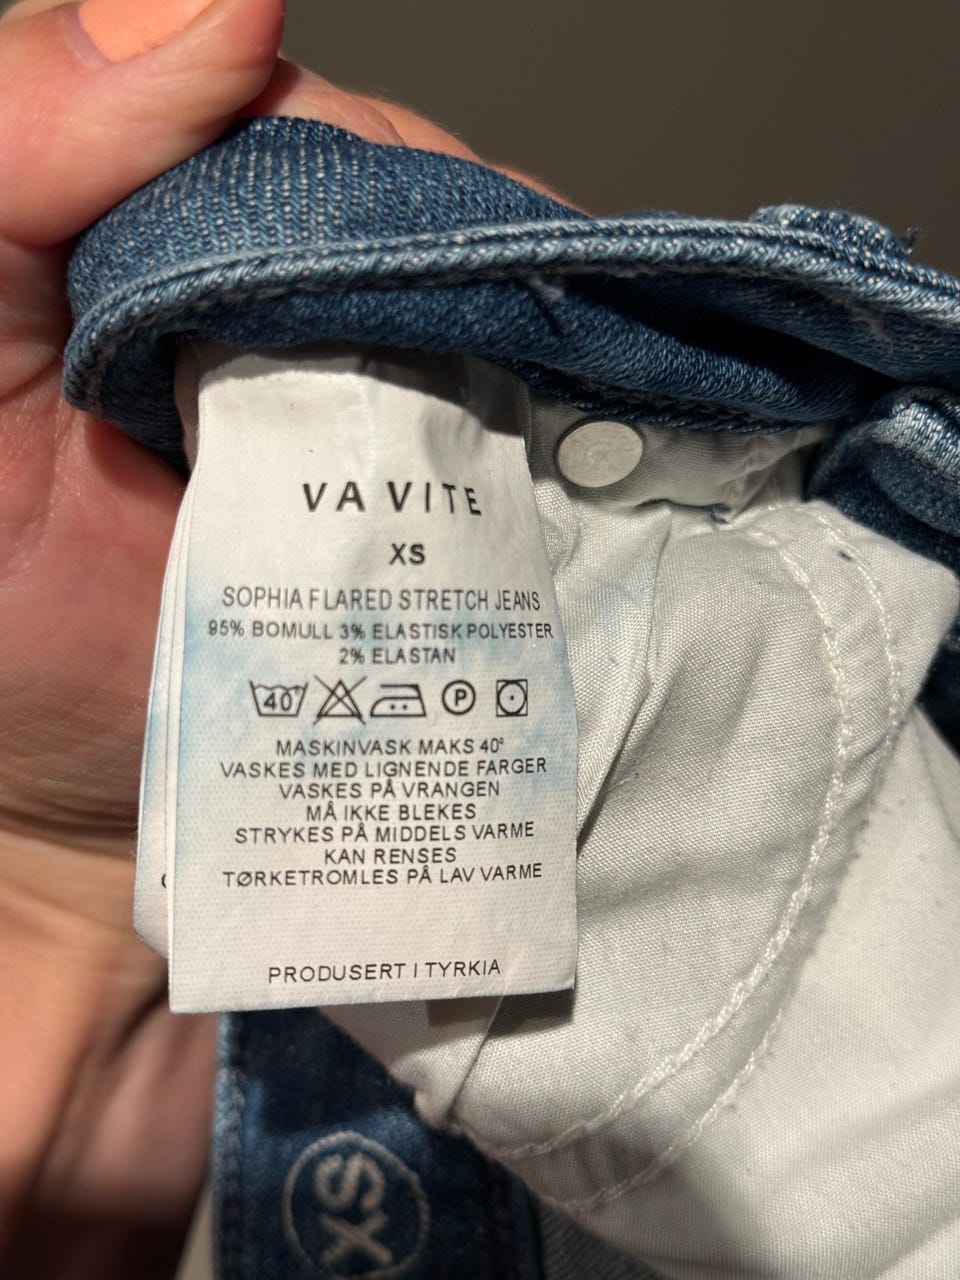 VAVITE
XS
SOPHIA FLARED STRETCH JEANS
95% BOMULL 3% ELASTISK POLYESTER
2% ELASTAN
40 P
MASKINVASK MAKS 40°
VASKES MED LIGNENDE FARGER
VASKES PÅ VRANGEN
MÅ IKKE BLEKES
STRYKES PÅ MIDDELS VARME
KAN RENSES
TØRKETROMLES PÅ LAV VARME
PRODUSERT I TYRKIA
XS